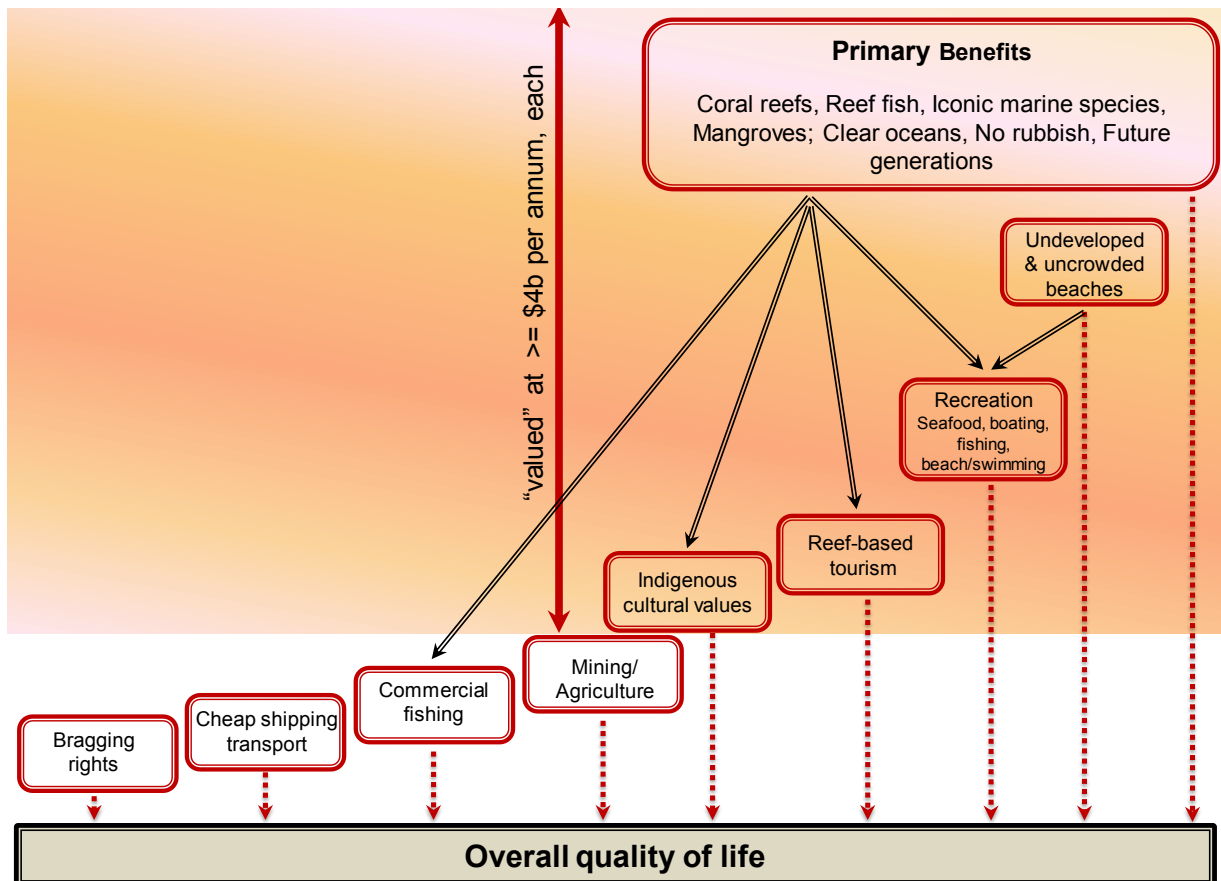 Primary Benefits
Coral reefs, Reef fish, Iconic marine species,
Mangroves; Clear oceans, No rubbish, Future
generations
“valued” at >= $4b per annum, each
Undeveloped
& uncrowded
beaches
Recreation
Seafood, boating,
fishing,
beach/swimming
Reef-based
tourism
Indigenous
cultural values
Mining/
Agriculture
Commercial
fishing
Cheap shipping
transport
Bragging
rights
Overall quality of life